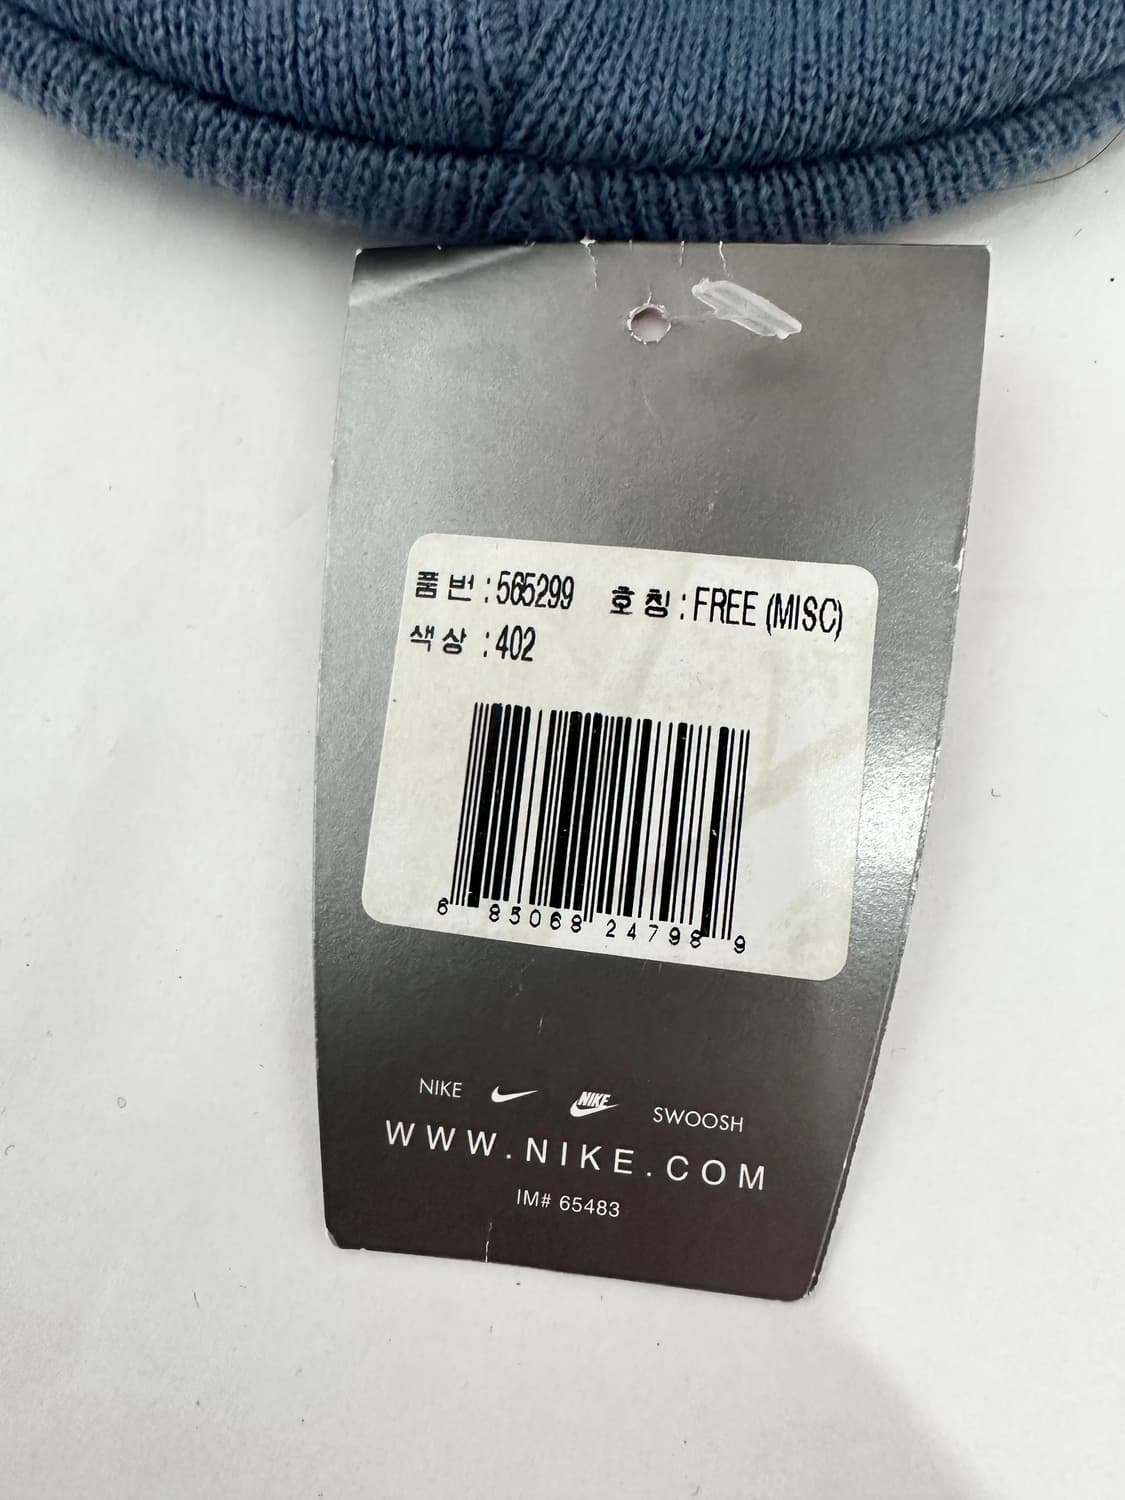 품번 :565299 호칭 :FREE (MISC)
색상 :402
6 85068 24798 9
NIKE NIKE SWOOSH
WWW.NIKE.COM
IM# 65483